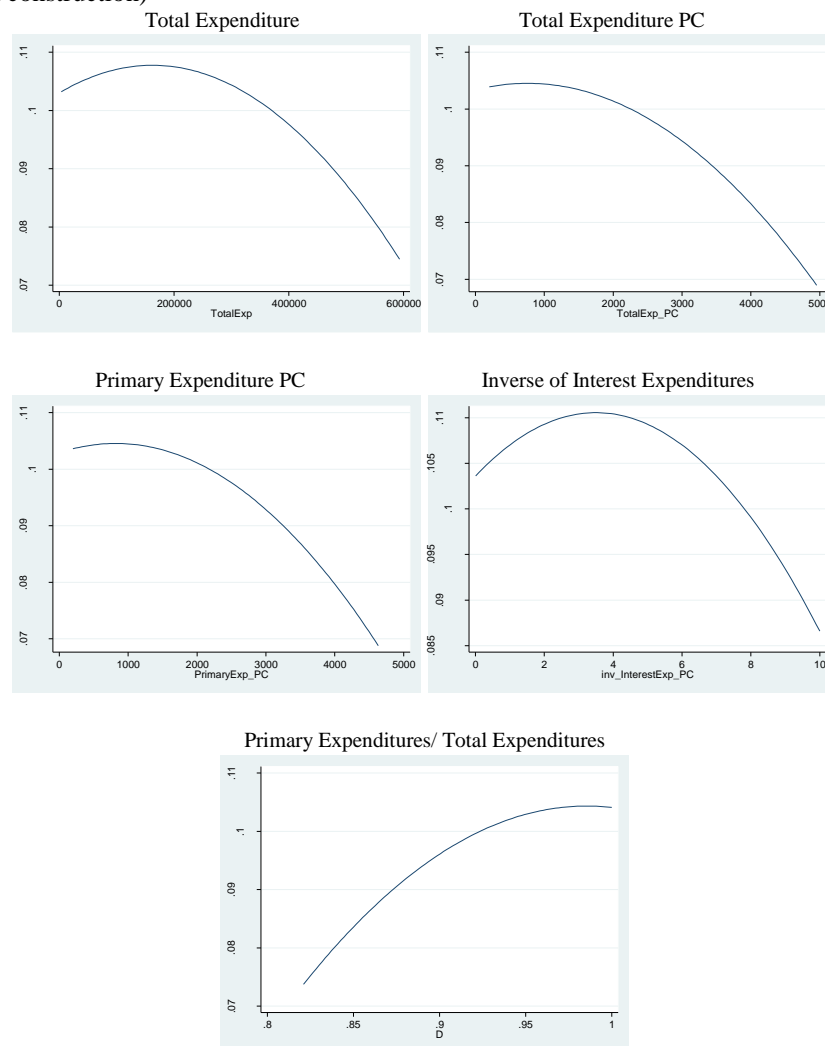 construction)
Total Expenditure
Total Expenditure PC
.11
.1
.09
.08
.07
0 200000 400000 600000
TotalExp
.11
.1
.09
.08
.07
0 1000 2000 3000 4000 500
TotalExp_PC
Primary Expenditure PC
Inverse of Interest Expenditures
.11
.1
.09
.08
.07
0 1000 2000 3000 4000 5000
PrimaryExp_PC
.11
.105
.1
.095
.09
.085
0 2 4 6 8 10
inv_InterestExp_PC
Primary Expenditures/ Total Expenditures
.11
.1
.09
.08
.07
.8 .85 .9 .95 1
D